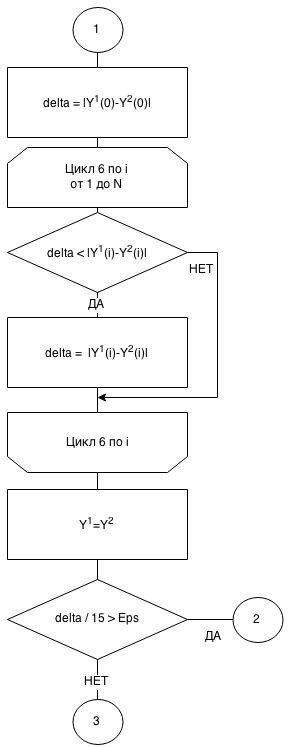 1
delta = |Y¹(0)-Y²(0)|
Цикл 6 по i
от 1 до N
delta < |Y¹(i)-Y²(i)|
НЕТ
ДА
delta = |Y¹(i)-Y²(i)|
Цикл 6 по i
Y¹=Y²
delta / 15 > Eps
2
ДА
НЕТ
3